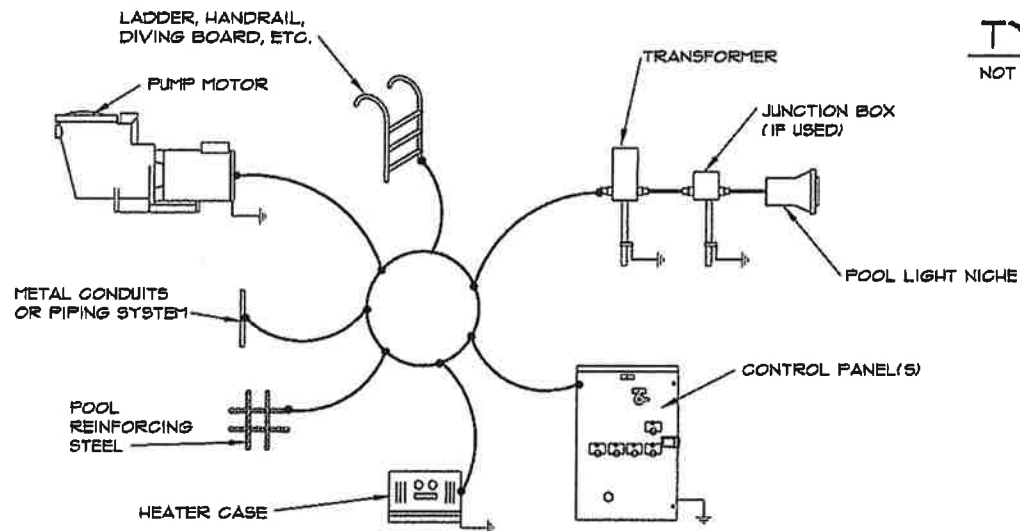 LADDER, HANDRAIL,
DIVING BOARD, ETC.
PUMP MOTOR
TRANSFORMER
NOT
JUNCTION BOX
(IF USED)
POOL LIGHT NICHE
METAL CONDUITS
OR PIPING SYSTEM
CONTROL PANEL(S)
POOL
REINFORCING
STEEL
HEATER CASE